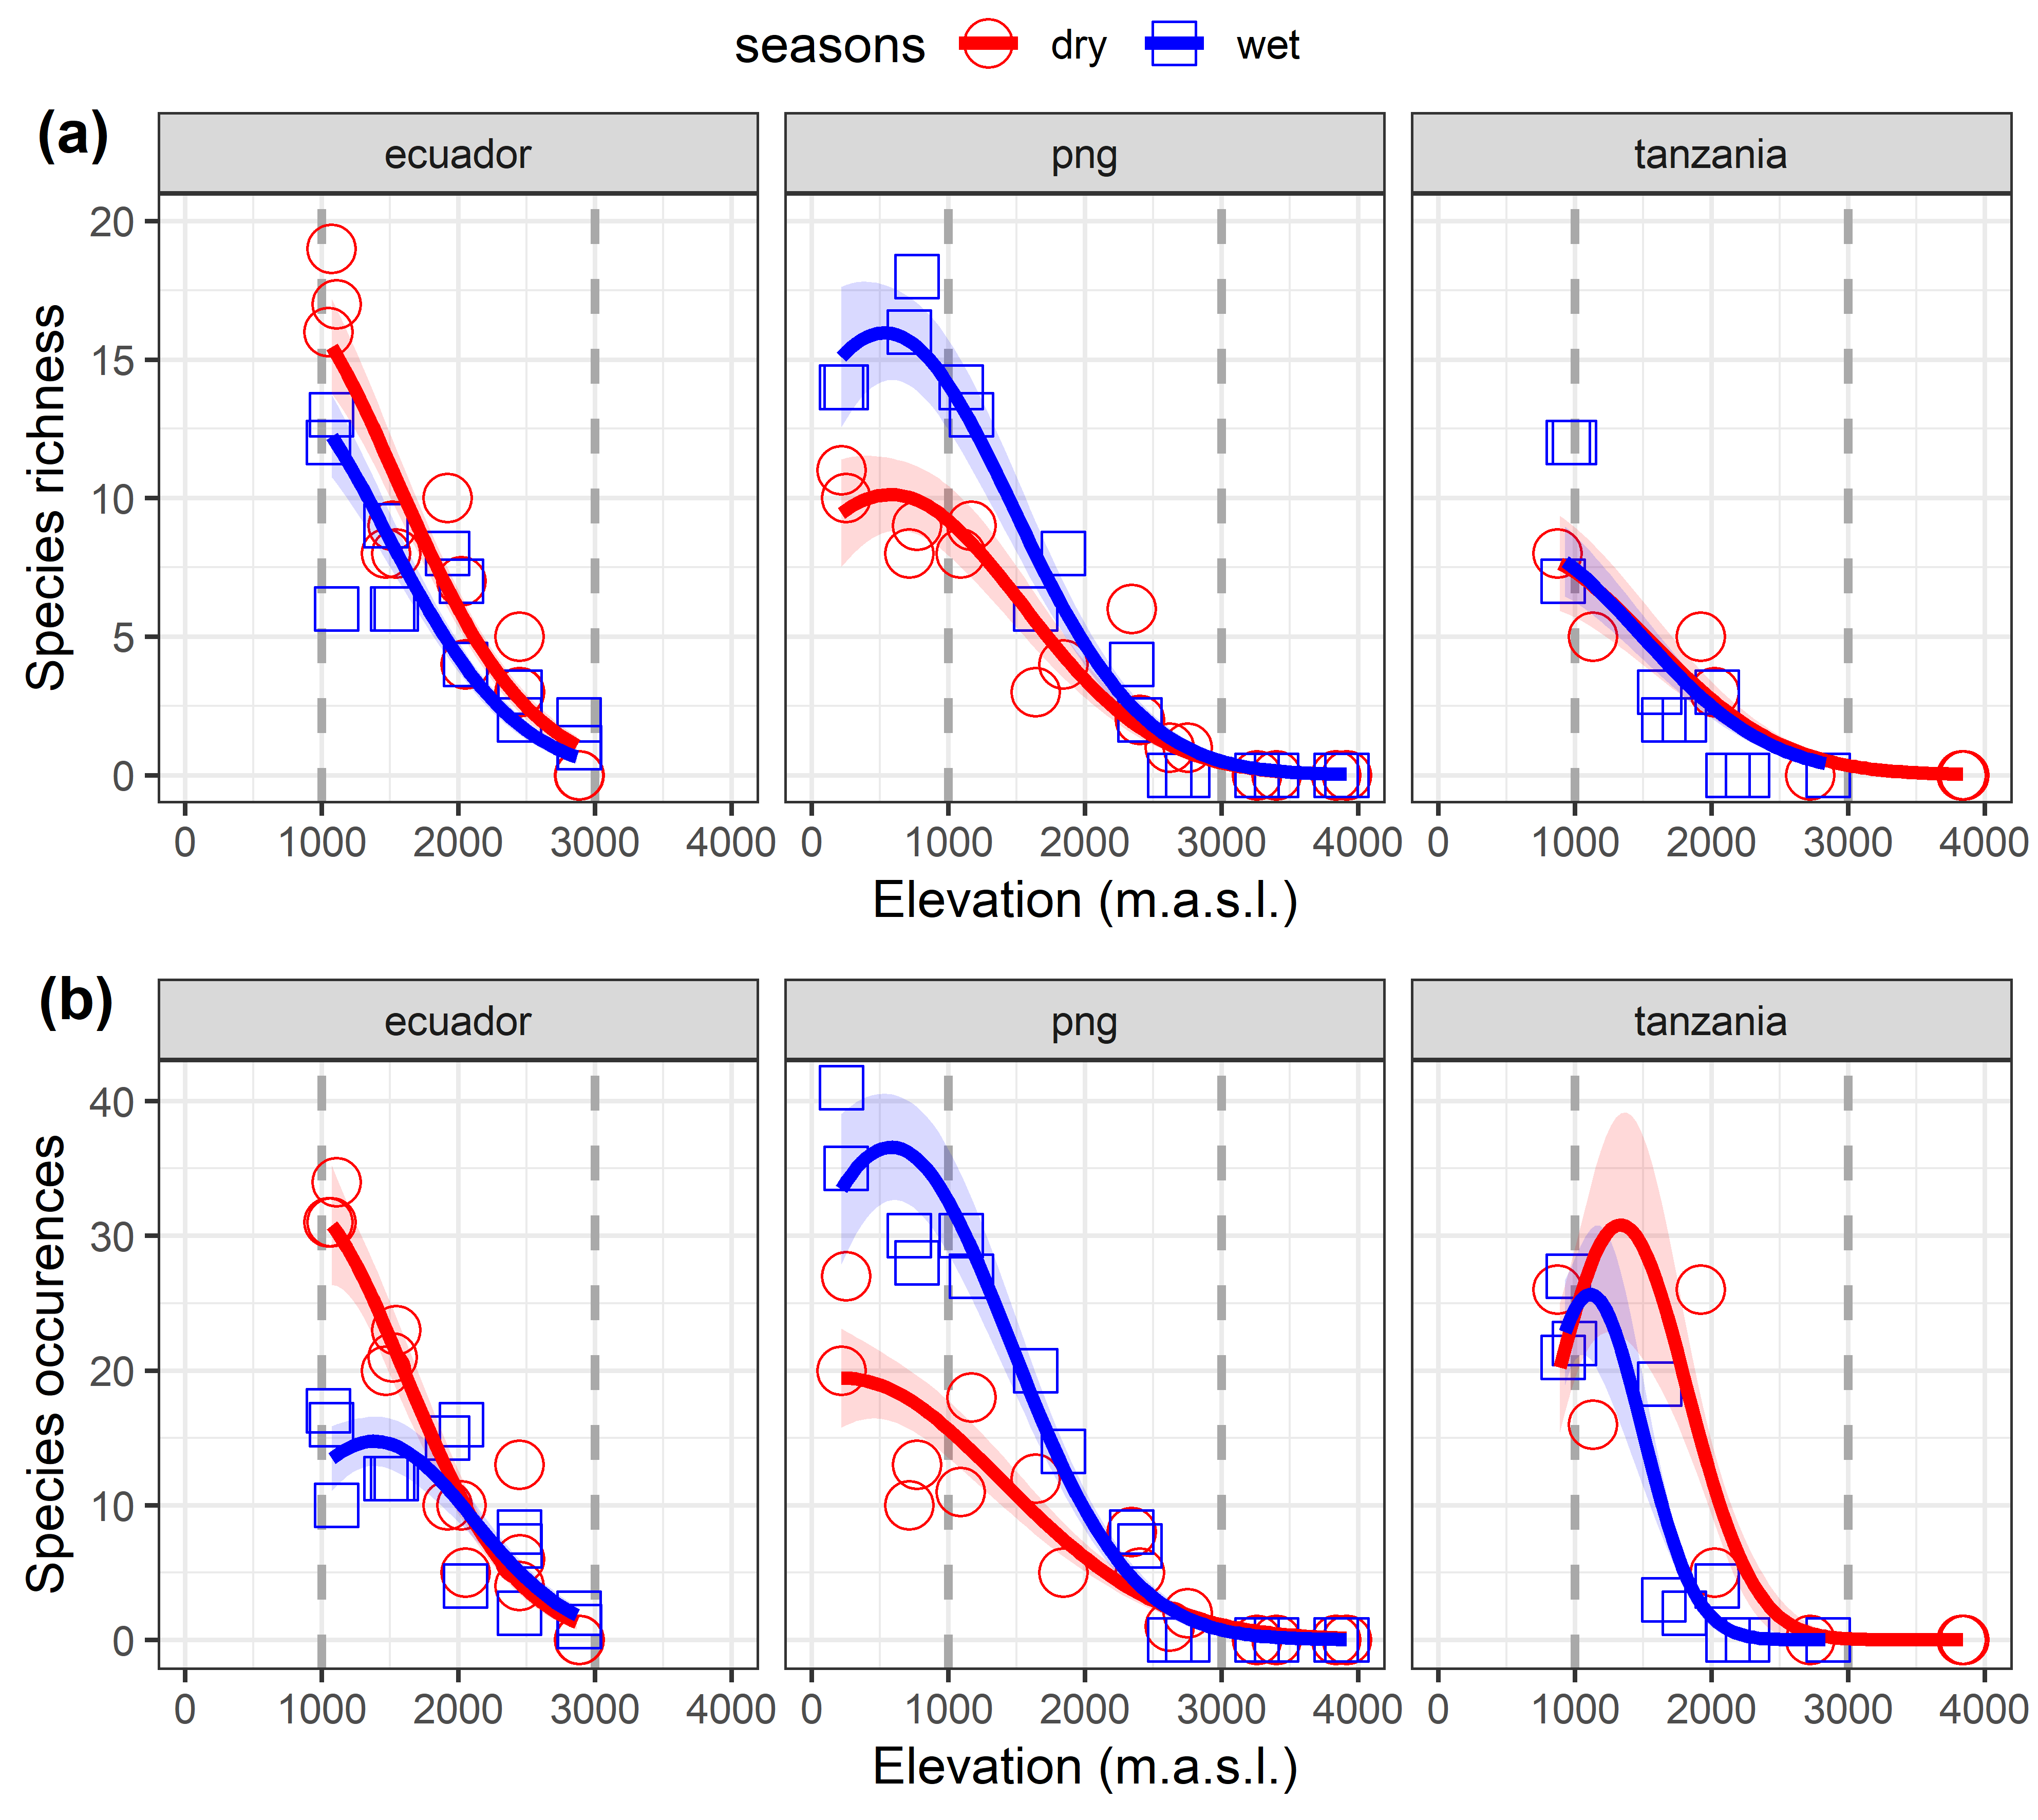 seasons dry wet
(a)
ecuador png tanzania
Species richness
20
15
10
5
0
0 1000 2000 3000 4000 0 1000 2000 3000 4000 0 1000 2000 3000 4000
Elevation (m.a.s.l.)
(b)
ecuador png tanzania
Species occurences
40
30
20
10
0
0 1000 2000 3000 4000 0 1000 2000 3000 4000 0 1000 2000 3000 4000
Elevation (m.a.s.l.)